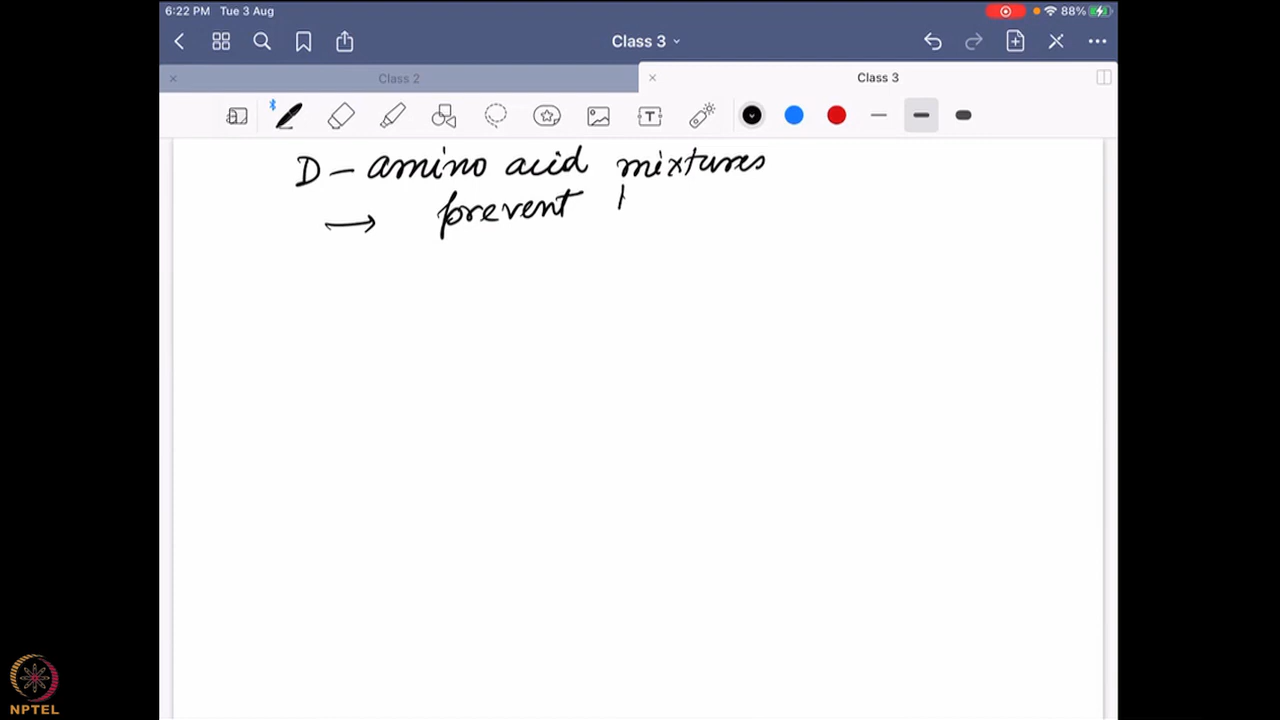 6:22 PM Tue 3 Aug 88%
Class 3
Class 2 Class 3
D - amino acid mixtures
→ prevent
NPTEL